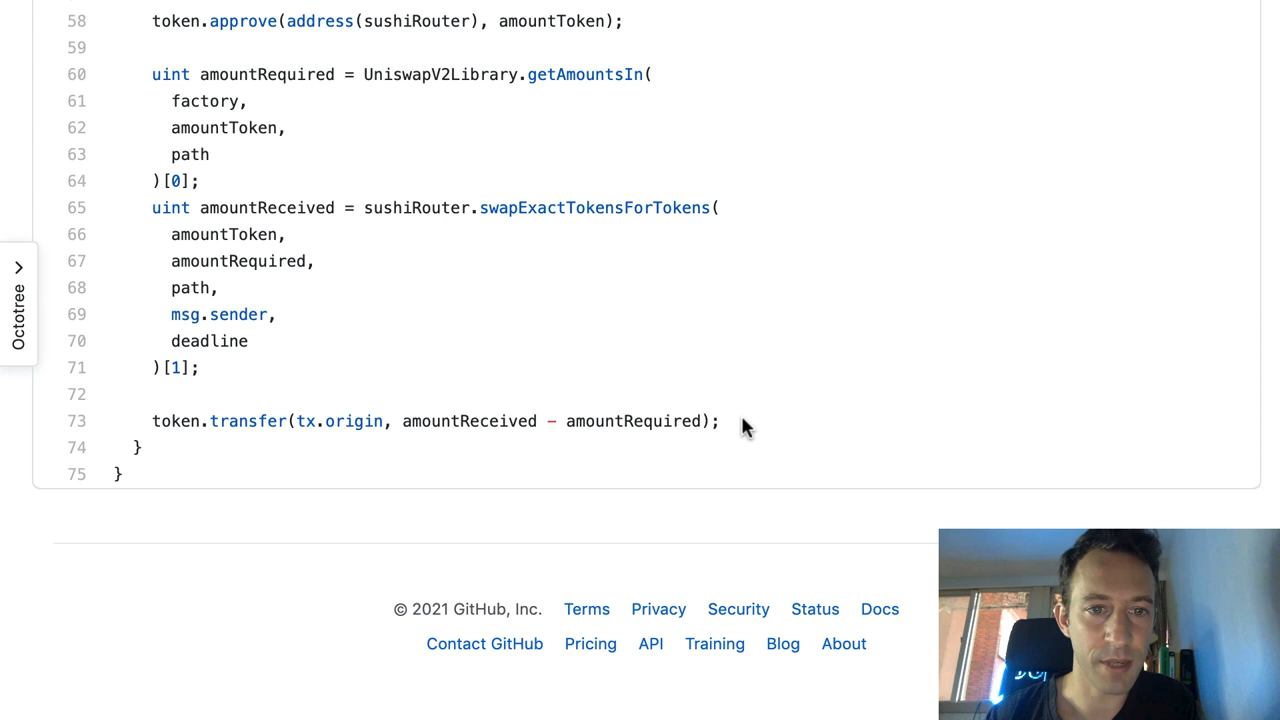 58 token.approve(address(sushiRouter), amountToken);
59
60 uint amountRequired = UniswapV2Library.getAmountsIn(
61 factory,
62 amountToken,
63 path
64 )[0];
65 uint amountReceived = sushiRouter.swapExactTokensForTokens(
66 amountToken,
67 amountRequired,
68 path,
69 msg.sender,
70 deadline
71 )[1];
72
73 token.transfer(tx.origin, amountReceived - amountRequired);
74 }
75 }
Octotree
© 2021 GitHub, Inc. Terms Privacy Security Status Docs
Contact GitHub Pricing API Training Blog About